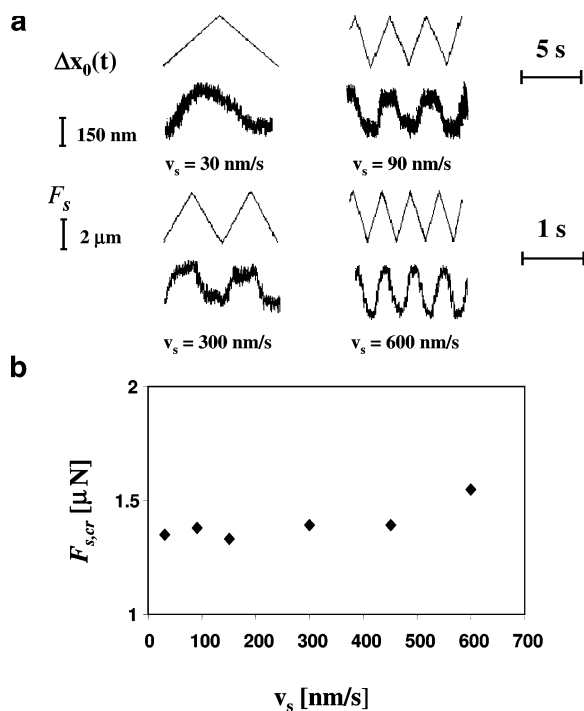 a
Δx₀(t)
5 s
150 nm
vₛ = 30 nm/s
vₛ = 90 nm/s
Fₛ
2 μm
1 s
vₛ = 300 nm/s
vₛ = 600 nm/s
b
2
1.5
1
Fₛ,cr [μN]
0 100 200 300 400 500 600 700
vₛ [nm/s]